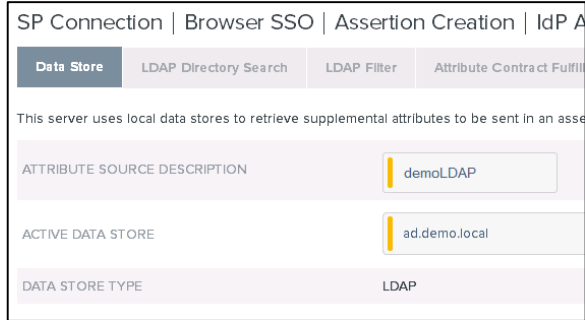 SP Connection | Browser SSO | Assertion Creation | IdP A
Data Store LDAP Directory Search LDAP Filter Attribute Contract Fulfill
This server uses local data stores to retrieve supplemental attributes to be sent in an asse
ATTRIBUTE SOURCE DESCRIPTION demoLDAP
ACTIVE DATA STORE ad.demo.local
DATA STORE TYPE LDAP